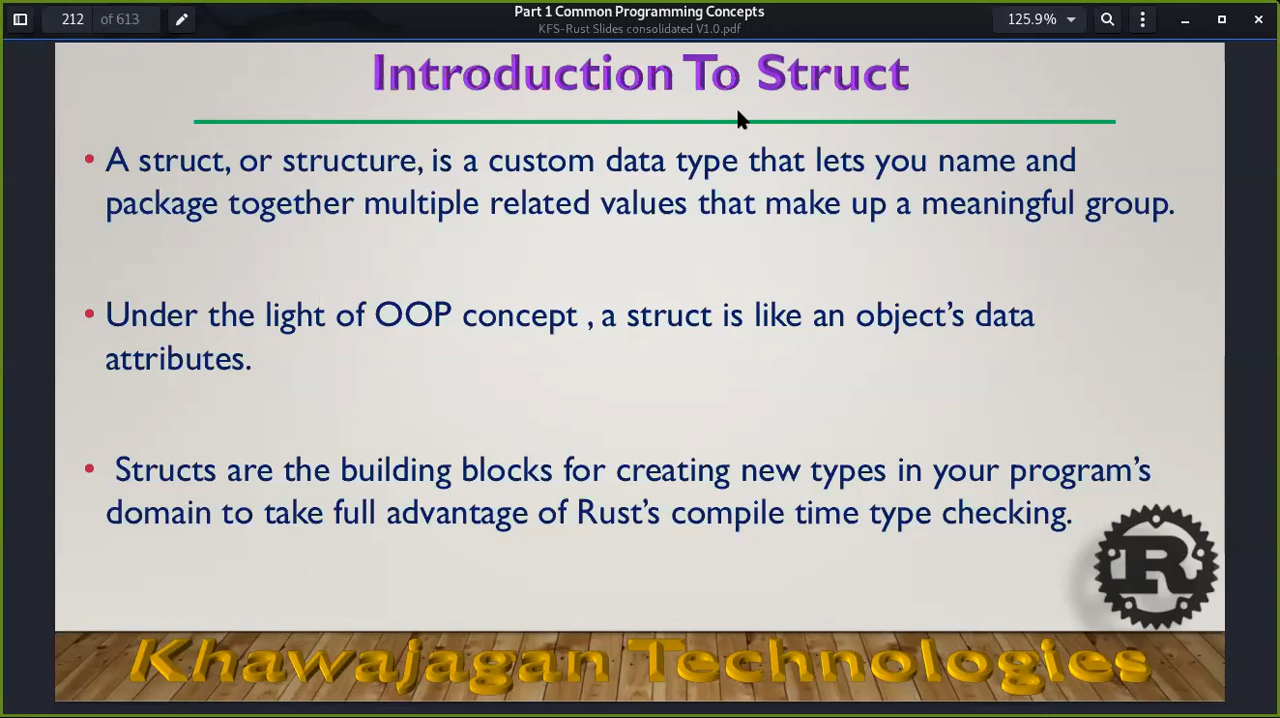 212 of 613
Part 1 Common Programming Concepts
KFS-Rust Slides consolidated V1.0.pdf
125.9%
Introduction To Struct
• A struct, or structure, is a custom data type that lets you name and
package together multiple related values that make up a meaningful group.
• Under the light of OOP concept , a struct is like an object's data
attributes.
• Structs are the building blocks for creating new types in your program's
domain to take full advantage of Rust's compile time type checking.
R
Khawajagan Technologies